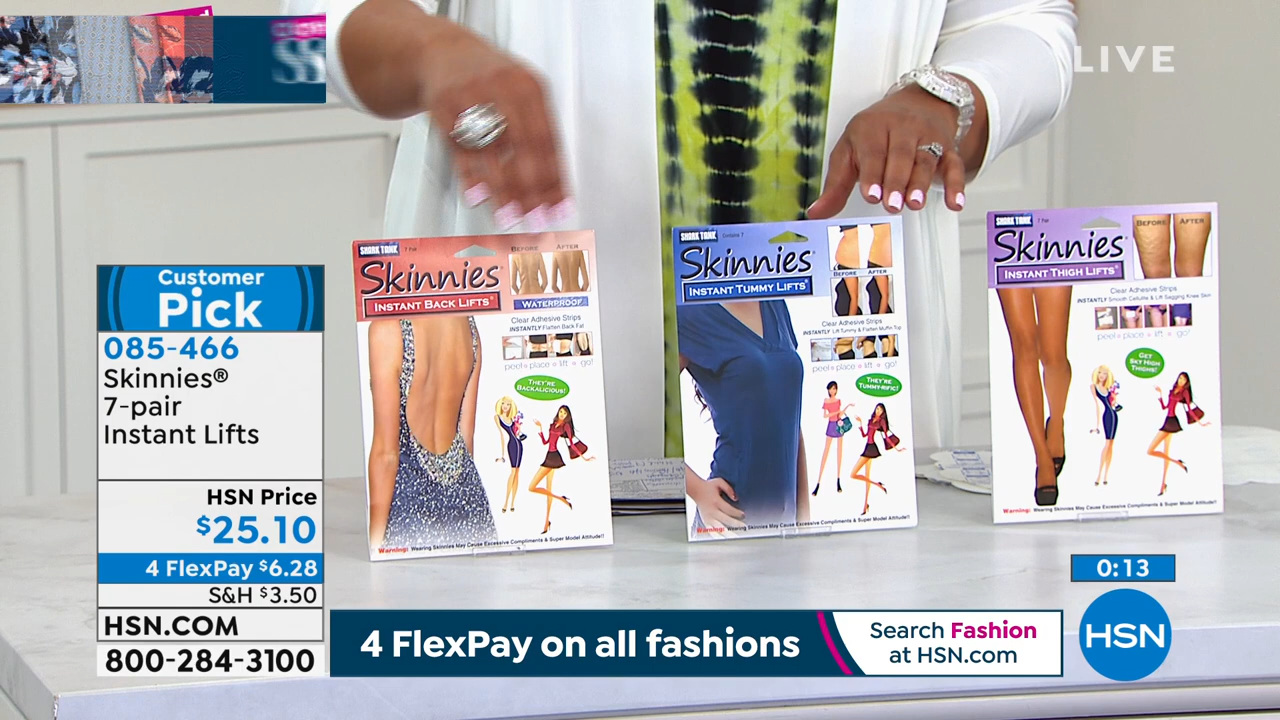 LIVE
Customer
Pick
085-466
Skinnies®
7-pair
Instant Lifts
HSN Price
$25.10
4 FlexPay $6.28
S&H $3.50
HSN.COM
800-284-3100
SHARK TANK
7 Pair
Skinnies®
INSTANT BACK LIFTS®
BEFORE AFTER
WATERPROOF
Clear Adhesive Strips
INSTANTLY Flatten Back Fat
peel • place • lift • go!
THEY'RE
BACKALICIOUS!
Warning: Wearing Skinnies May Cause Excessive Compliments & Super Model Attitude!!
SHARK TANK
Contains 7
Skinnies®
INSTANT TUMMY LIFTS®
BEFORE AFTER
Clear Adhesive Strips
INSTANTLY Lift Tummy & Flatten Muffin Top
peel • place • lift • go!
THEY'RE
TUMMY-RIFIC!
Warning: Wearing Skinnies May Cause Excessive Compliments & Super Model Attitude!!
SHARK TANK
7 Pair
Skinnies®
INSTANT THIGH LIFTS®
BEFORE AFTER
Clear Adhesive Strips
INSTANTLY Smooth Cellulite & Lift Sagging Knee Skin
peel • place • lift • go!
GET
SKY HIGH
THIGHS!
Warning: Wearing Skinnies May Cause Excessive Compliments & Super Model Attitude!!
0:13
4 FlexPay on all fashions
Search Fashion
at HSN.com
HSN